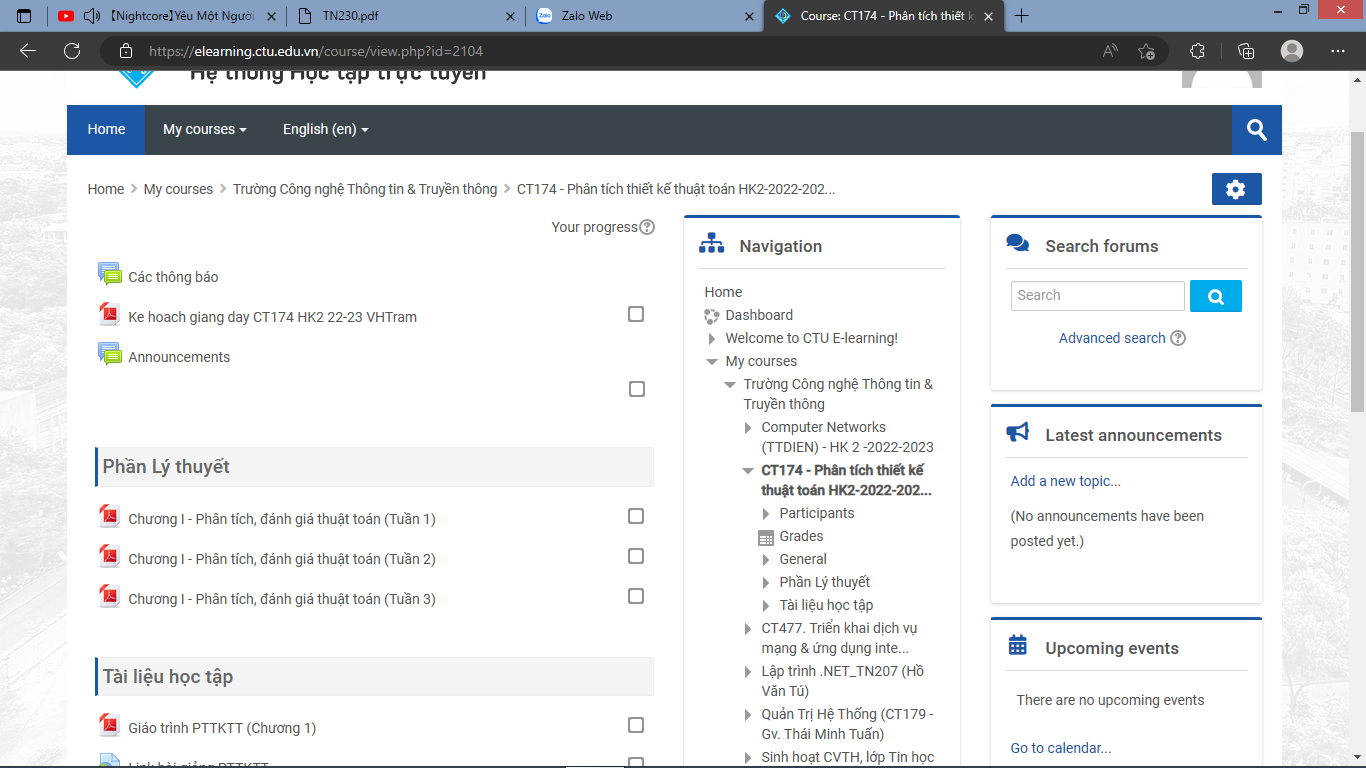 【Nightcore】Yêu Một Người
TN230.pdf
Zalo Web
Course: CT174 - Phân tích thiết k
https://elearning.ctu.edu.vn/course/view.php?id=2104
Hệ thống Học tập trực tuyến
Home
My courses
English (en)
Home
My courses
Trường Công nghệ Thông tin & Truyền thông
CT174 - Phân tích thiết kế thuật toán HK2-2022-202...
Your progress
Các thông báo
Ke hoach giang day CT174 HK2 22-23 VHTram
Announcements
Phần Lý thuyết
Chương I - Phân tích, đánh giá thuật toán (Tuần 1)
Chương I - Phân tích, đánh giá thuật toán (Tuần 2)
Chương I - Phân tích, đánh giá thuật toán (Tuần 3)
Tài liệu học tập
Giáo trình PTTKTT (Chương 1)
Link bài giảng PTTKTT
Navigation
Home
Dashboard
Welcome to CTU E-learning!
My courses
Trường Công nghệ Thông tin &
Truyền thông
Computer Networks
(TTDIEN) - HK 2 -2022-2023
CT174 - Phân tích thiết kế
thuật toán HK2-2022-202...
Participants
Grades
General
Phần Lý thuyết
Tài liệu học tập
CT477. Triển khai dịch vụ
mạng & ứng dụng inte...
Lập trình .NET_TN207 (Hồ
Văn Tú)
Quản Trị Hệ Thống (CT179 -
Gv. Thái Minh Tuấn)
Sinh hoạt CVTH, lớp Tin học
Search forums
Search
Advanced search
Latest announcements
Add a new topic...
(No announcements have been
posted yet.)
Upcoming events
There are no upcoming events
Go to calendar...